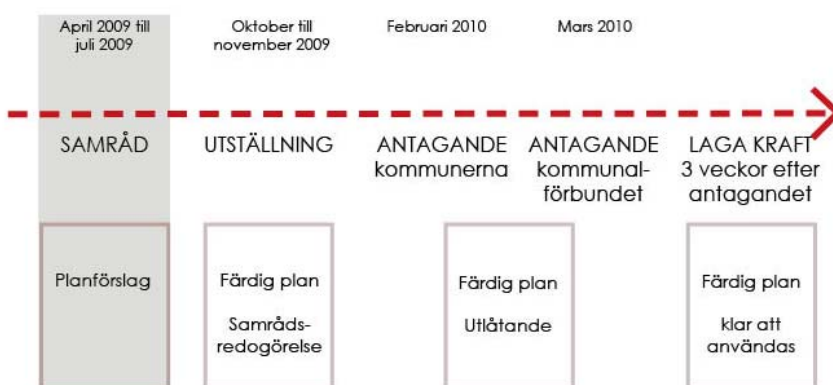 April 2009 till
juli 2009
Oktober till
november 2009
Februari 2010
Mars 2010
SAMRÅD
UTSTÄLLNING
ANTAGANDE
kommunerna
ANTAGANDE
kommunal-
förbundet
LAGA KRAFT
3 veckor efter
antagandet
Planförslag
Färdig plan
Samråds-
redogörelse
Färdig plan
Utlåtande
Färdig plan
klar att
användas